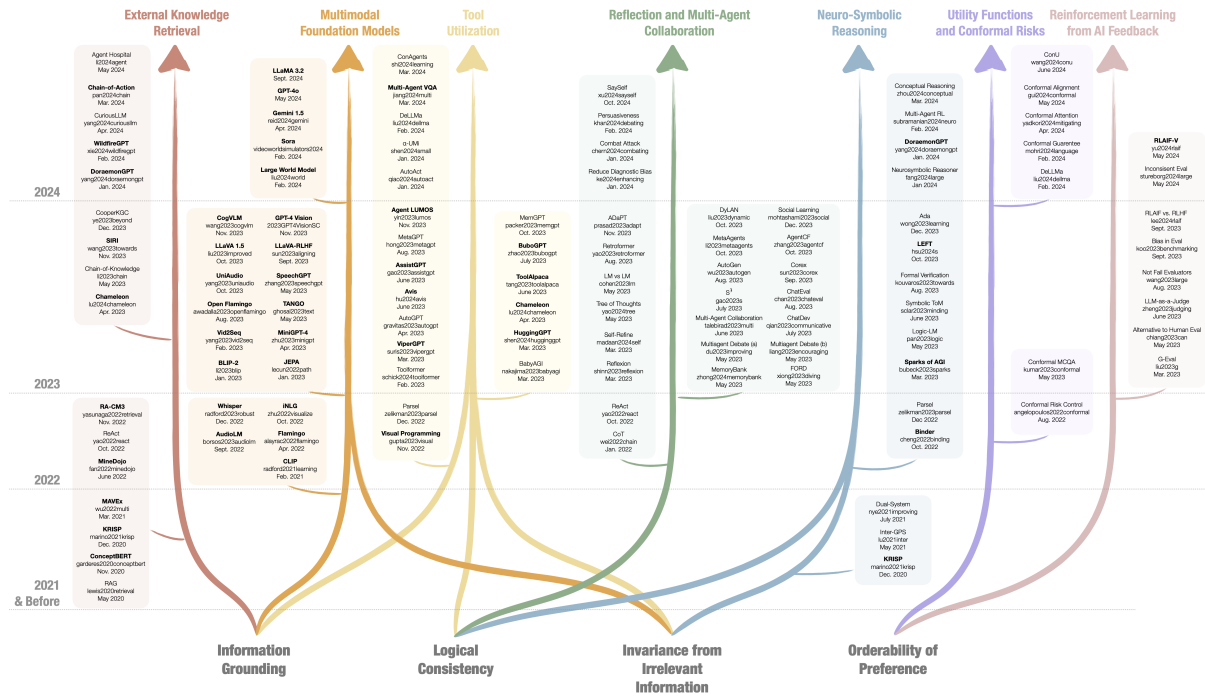 External Knowledge
Retrieval
Multimodal
Foundation Models
Tool
Utilization
Reflection and Multi-Agent
Collaboration
Neuro-Symbolic
Reasoning
Utility Functions
and Conformal Risks
Reinforcement Learning
from AI Feedback
2024
2023
2022
2021
& Before
Agent Hospital
li2024agent
May 2024
Chain-of-Action
pan2024chain
Mar. 2024
CuriousLLM
yang2024curiousllm
Apr. 2024
WildfireGPT
xie2024wildfiregpt
Feb. 2024
DoraemonGPT
yang2024doraemongpt
Jan. 2024
CooperKGC
ye2023beyond
Dec. 2023
SIRI
wang2023towards
Nov. 2023
Chain-of-Knowledge
li2023chain
May 2023
Chameleon
lu2024chameleon
Apr. 2023
RA-CM3
yasunaga2022retrieval
Nov. 2022
ReAct
yao2022react
Oct. 2022
MineDojo
fan2022minedojo
June 2022
MAVEx
wu2022multi
Mar. 2021
KRISP
marino2021krisp
Dec. 2020
ConceptBERT
garderes2020conceptbert
Nov. 2020
RAG
lewis2020retrieval
May 2020
LLaMA 3.2
Sept. 2024
GPT-4o
May 2024
Gemini 1.5
reid2024gemini
Apr. 2024
Sora
videoworldsimulators2024
Feb. 2024
Large World Model
liu2024world
Feb. 2024
CogVLM
wang2023cogvlm
Nov. 2023
LLaVA 1.5
liu2023improved
Oct. 2023
UniAudio
yang2023uniaudio
Oct. 2023
Open Flamingo
awadalla2023openflamingo
Aug. 2023
Vid2Seq
yang2023vid2seq
Feb. 2023
BLIP-2
li2023blip
Jan. 2023
GPT-4 Vision
2023GPT4VisionSC
Nov. 2023
LLaVA-RLHF
sun2023aligning
Sept. 2023
SpeechGPT
zhang2023speechgpt
May 2023
TANGO
ghosal2023text
May 2023
MiniGPT-4
zhu2023minigpt
Apr. 2023
JEPA
lecun2022path
Jan. 2023
Whisper
radford2023robust
Dec. 2022
AudioLM
borsos2023audiolm
Sept. 2022
iNLG
zhu2022visualize
Oct. 2022
Flamingo
alayrac2022flamingo
Apr. 2022
CLIP
radford2021learning
Feb. 2021
ConAgents
shi2024learning
Mar. 2024
Multi-Agent VQA
jiang2024multi
Mar. 2024
DeLLMa
liu2024dellma
Feb. 2024
α-UMi
shen2024small
Jan. 2024
AutoAct
qiao2024autoact
Jan. 2024
Agent LUMOS
yin2023lumos
Nov. 2023
MetaGPT
hong2023metagpt
Aug. 2023
AssistGPT
gao2023assistgpt
June 2023
Avis
hu2024avis
June 2023
AutoGPT
gravitas2023autogpt
Apr. 2023
ViperGPT
suris2023vipergpt
Mar. 2023
Toolformer
schick2024toolformer
Feb. 2023
Parsel
zelikman2023parsel
Dec. 2022
Visual Programming
gupta2023visual
Nov. 2022
MemGPT
packer2023memgpt
Oct. 2023
BuboGPT
zhao2023bubogpt
July 2023
ToolAlpaca
tang2023toolalpaca
June 2023
Chameleon
lu2024chameleon
Apr. 2023
HuggingGPT
shen2024hugginggpt
Mar. 2023
BabyAGI
nakajima2023babyagi
Mar. 2023
SaySelf
xu2024sayself
Oct. 2024
Persuasiveness
khan2024debating
Feb. 2024
Combat Attack
chern2024combating
Jan. 2024
Reduce Diagnostic Bias
ke2024enhancing
Jan. 2024
ADaPT
prasad2023adapt
Nov. 2023
Retroformer
yao2023retroformer
Aug. 2023
LM vs LM
cohen2023lm
May 2023
Tree of Thoughts
yao2024tree
May 2023
Self-Refine
madaan2024self
Mar. 2023
Reflexion
shinn2023reflexion
Mar. 2023
ReAct
yao2022react
Oct. 2022
CoT
wei2022chain
Jan. 2022
DyLAN
liu2023dynamic
Oct. 2023
MetaAgents
li2023metaagents
Oct. 2023
AutoGen
wu2023autogen
Aug. 2023
S³
gao2023s
July 2023
Multi-Agent Collaboration
talebirad2023multi
June 2023
Multiagent Debate (a)
du2023improving
May 2023
MemoryBank
zhong2024memorybank
May 2023
Social Learning
mohtashami2023social
Dec. 2023
AgentCF
zhang2023agentcf
Oct. 2023
Corex
sun2023corex
Sep. 2023
ChatEval
chan2023chateval
Aug. 2023
ChatDev
qian2023communicative
July 2023
Multiagent Debate (b)
liang2023encouraging
May 2023
FORD
xiong2023diving
May 2023
Conceptual Reasoning
zhou2024conceptual
Mar. 2024
Multi-Agent RL
subramanian2024neuro
Feb. 2024
DoraemonGPT
yang2024doraemongpt
Jan. 2024
Neurosymbolic Reasoner
fang2024large
Jan 2024
Ada
wong2023learning
Dec. 2023
LEFT
hsu2024s
Oct. 2023
Formal Verification
kouvaros2023towards
Aug. 2023
Symbolic ToM
sclar2023minding
June 2023
Logic-LM
pan2023logic
May 2023
Sparks of AGI
bubeck2023sparks
Mar. 2023
Parsel
zelikman2023parsel
Dec. 2022
Binder
cheng2022binding
Oct. 2022
Dual-System
nye2021improving
July 2021
Inter-GPS
lu2021inter
May 2021
KRISP
marino2021krisp
Dec. 2020
ConU
wang2024conu
June 2024
Conformal Alignment
gui2024conformal
May 2024
Conformal Attention
yadkori2024mitigating
Apr. 2024
Conformal Guarentee
mohri2024language
Feb. 2024
DeLLMa
liu2024dellma
Feb. 2024
Conformal MCQA
kumar2023conformal
May 2023
Conformal Risk Control
angelopoulos2022conformal
Aug. 2022
RLAIF-V
yu2024rlaif
May 2024
Inconsisent Eval
stureborg2024large
May 2024
RLAIF vs. RLHF
lee2024rlaif
Sept. 2023
Bias in Eval
koo2023benchmarking
Sept. 2023
Not Fail Evaluators
wang2023large
Aug. 2023
LLM-as-a-Judge
zheng2023judging
June 2023
Alternative to Human Eval
chiang2023can
May 2023
G-Eval
liu2023g
Mar. 2023
Information
Grounding
Logical
Consistency
Invariance from
Irrelevant
Information
Orderability of
Preference